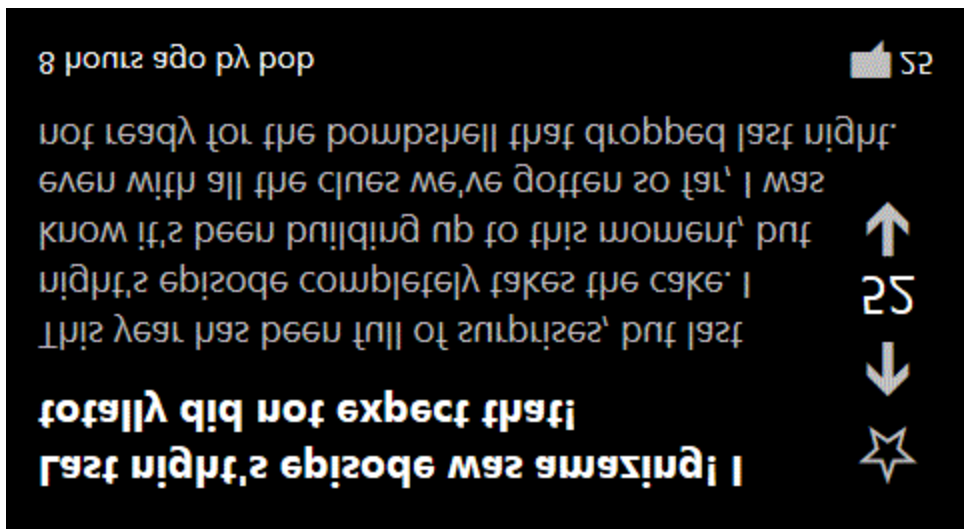 Last night's episode was amazing! I
totally did not expect that!
25
This year has been full of surprises, but last
night's episode completely takes the cake. I
know it's been building up to this moment, but
even with all the clues we've gotten so far, I was
not ready for the bombshell that dropped last night.
8 hours ago by bob
52